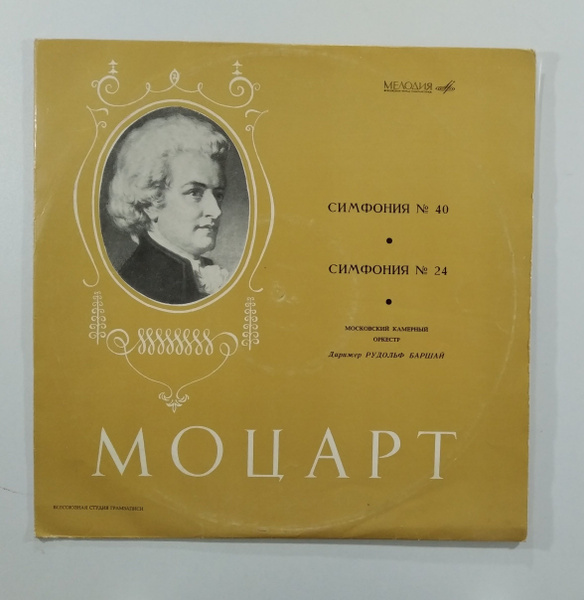 МЕЛОДИЯ
СИМФОНИЯ № 40
СИМФОНИЯ № 24
МОСКОВСКИЙ КАМЕРНЫЙ
ОРКЕСТР
Дирижер РУДОЛЬФ БАРШАЙ
МОЦАРТ
ВСЕСОЮЗНАЯ СТУДИЯ ГРАМЗАПИСИ